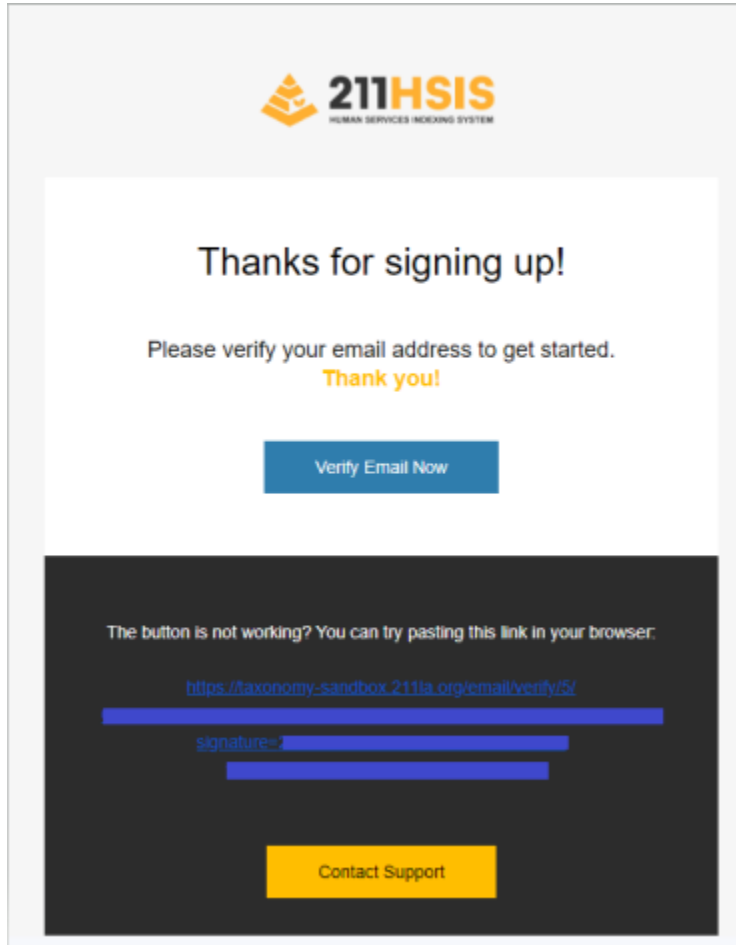 211HSIS
HUMAN SERVICES INDEXING SYSTEM
Thanks for signing up!
Please verify your email address to get started.
Thank you!
Verify Email Now
The button is not working? You can try pasting this link in your browser:
https://taxonomy-sandbox.211la.org/email/verify/5/
signature=
Contact Support